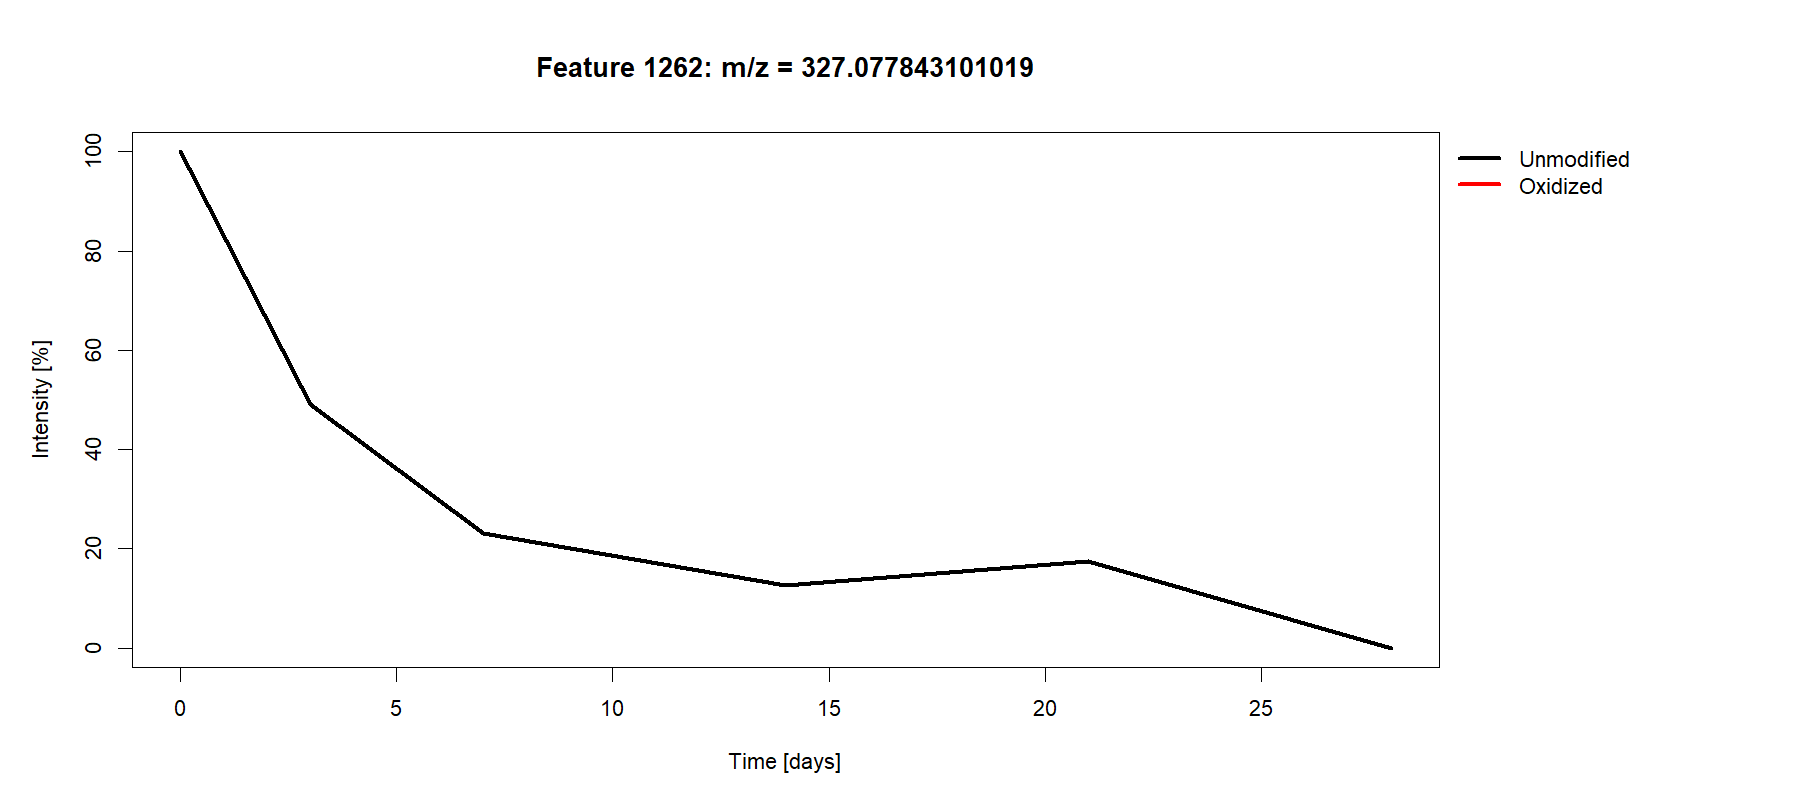 Feature 1262: m/z = 327.077843101019
Unmodified
Oxidized
Intensity [%]
100
80
60
40
20
0
0 5 10 15 20 25
Time [days]